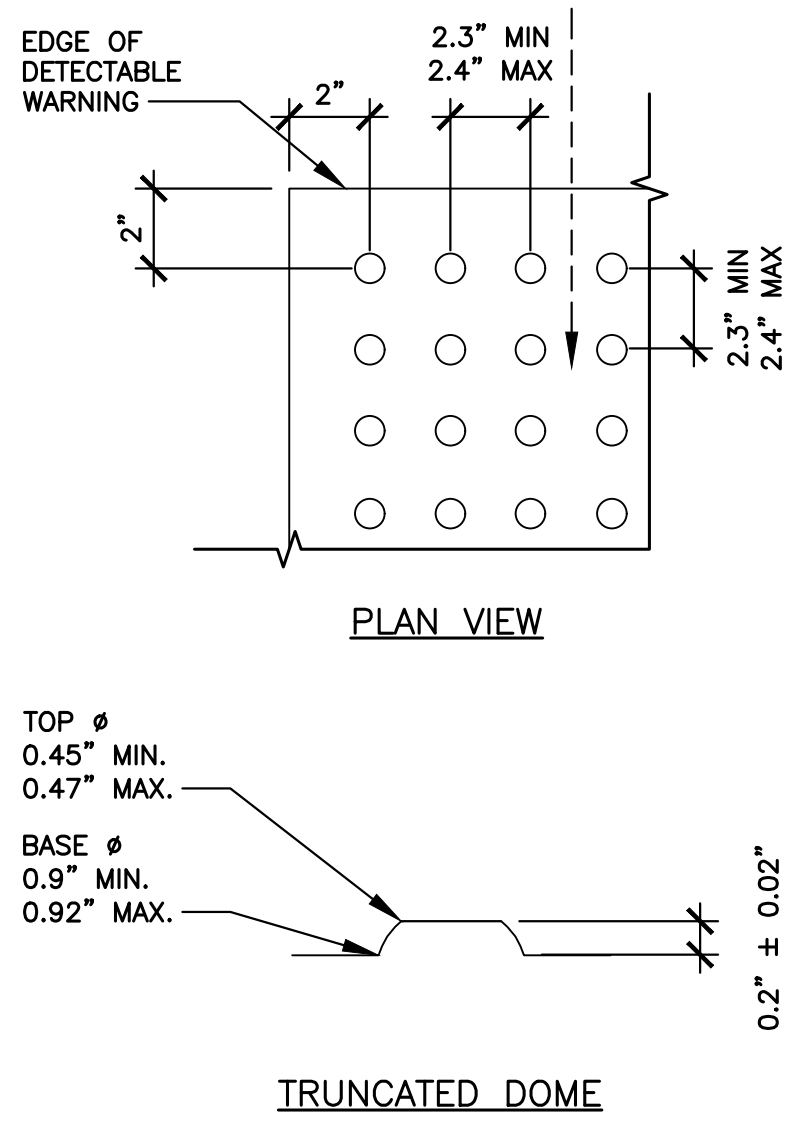 EDGE OF
DETECTABLE
WARNING
2"
2.3" MIN
2.4" MAX
2"
2.3" MIN
2.4" MAX
PLAN VIEW
TOP ø
0.45" MIN.
0.47" MAX.
BASE ø
0.9" MIN.
0.92" MAX.
0.2" ± 0.02"
TRUNCATED DOME